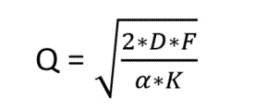 Q = √(2*D*F / α*K)